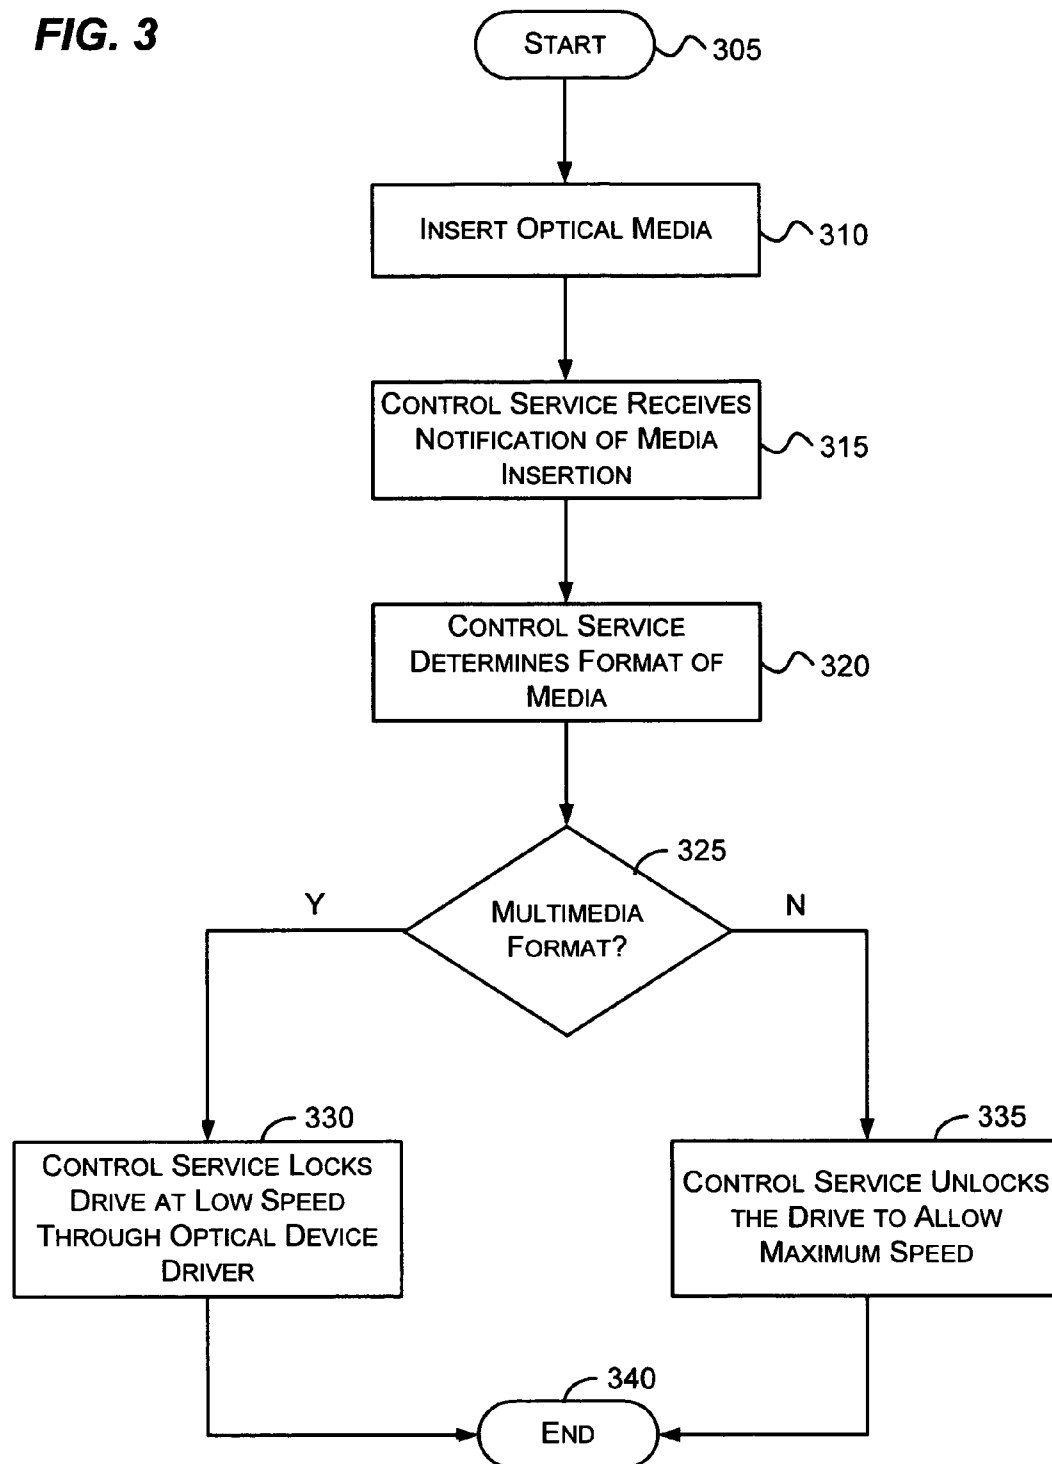 FIG. 3
START
305
INSERT OPTICAL MEDIA
310
CONTROL SERVICE RECEIVES
NOTIFICATION OF MEDIA
INSERTION
315
CONTROL SERVICE
DETERMINES FORMAT OF
MEDIA
320
325
Y
MULTIMEDIA
FORMAT?
N
330
CONTROL SERVICE LOCKS
DRIVE AT LOW SPEED
THROUGH OPTICAL DEVICE
DRIVER
335
CONTROL SERVICE UNLOCKS
THE DRIVE TO ALLOW
MAXIMUM SPEED
340
END